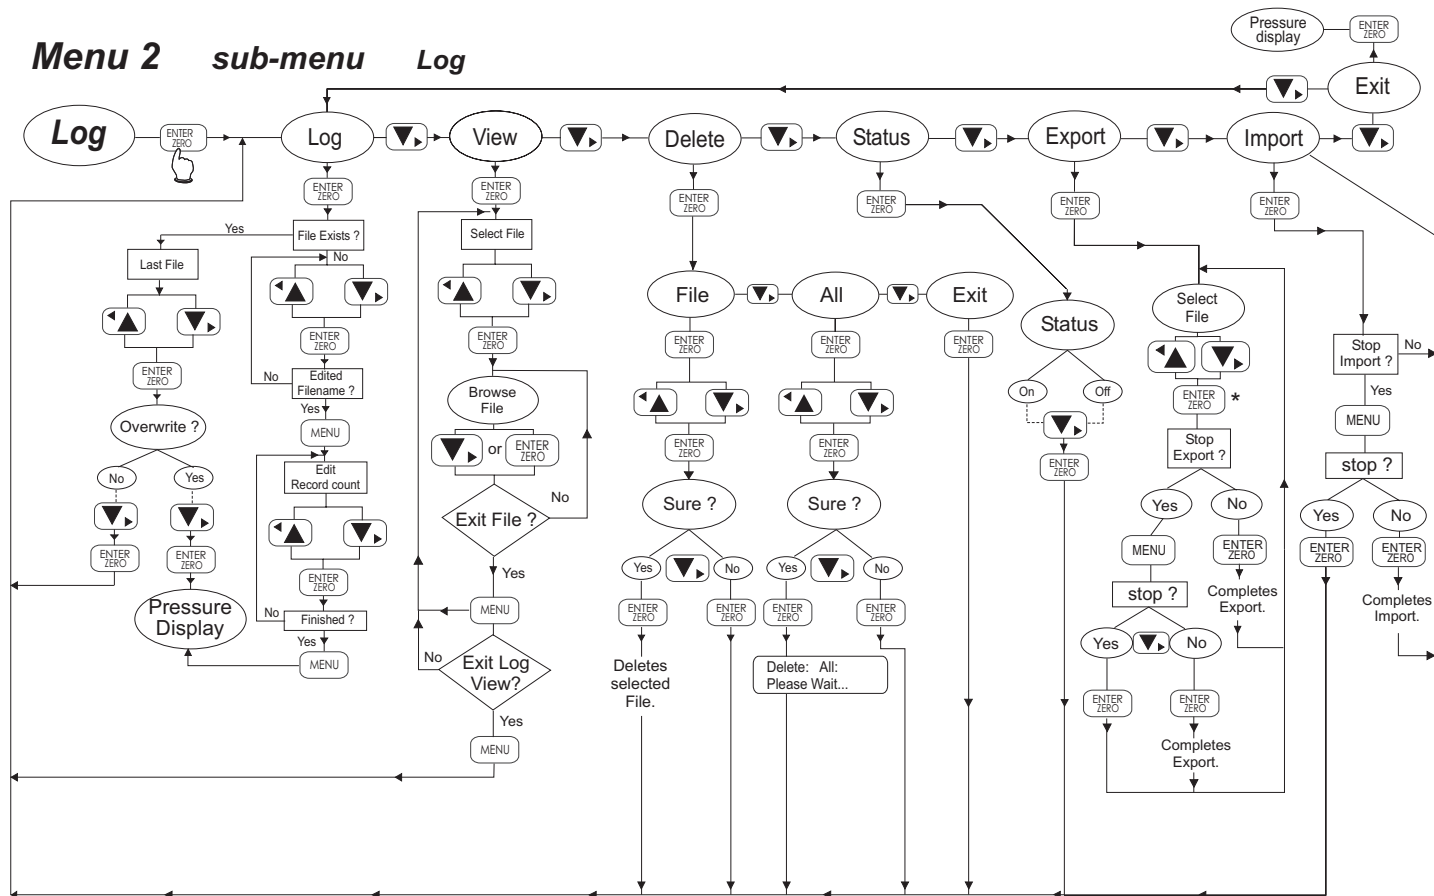 Menu 2 sub-menu Log
Pressure
display
ENTER
ZERO
Exit
Log
ENTER
ZERO
Log
View
Delete
Status
Export
Import
ENTER
ZERO
ENTER
ZERO
ENTER
ZERO
ENTER
ZERO
ENTER
ZERO
ENTER
ZERO
Yes
File Exists ?
No
Last File
ENTER
ZERO
Overwrite ?
No
Yes
ENTER
ZERO
ENTER
ZERO
Pressure
Display
ENTER
ZERO
No
Edited
Filename ?
Yes
MENU
Edit
Record count
ENTER
ZERO
No
Finished ?
Yes
MENU
Select File
ENTER
ZERO
Browse
File
or
ENTER
ZERO
No
Exit File ?
Yes
MENU
No
Exit Log
View?
Yes
MENU
File
All
Exit
ENTER
ZERO
ENTER
ZERO
ENTER
ZERO
ENTER
ZERO
ENTER
ZERO
Sure ?
Sure ?
Yes
No
Yes
No
ENTER
ZERO
ENTER
ZERO
ENTER
ZERO
ENTER
ZERO
Deletes
selected
File.
Delete: All:
Please Wait...
Status
On
Off
ENTER
ZERO
Select
File
ENTER
ZERO
*
Stop
Export ?
Yes
No
MENU
ENTER
ZERO
stop ?
Completes
Export.
Yes
No
ENTER
ZERO
ENTER
ZERO
Completes
Export.
Stop
Import ?
No
Yes
MENU
stop ?
Yes
No
ENTER
ZERO
ENTER
ZERO
Completes
Import.